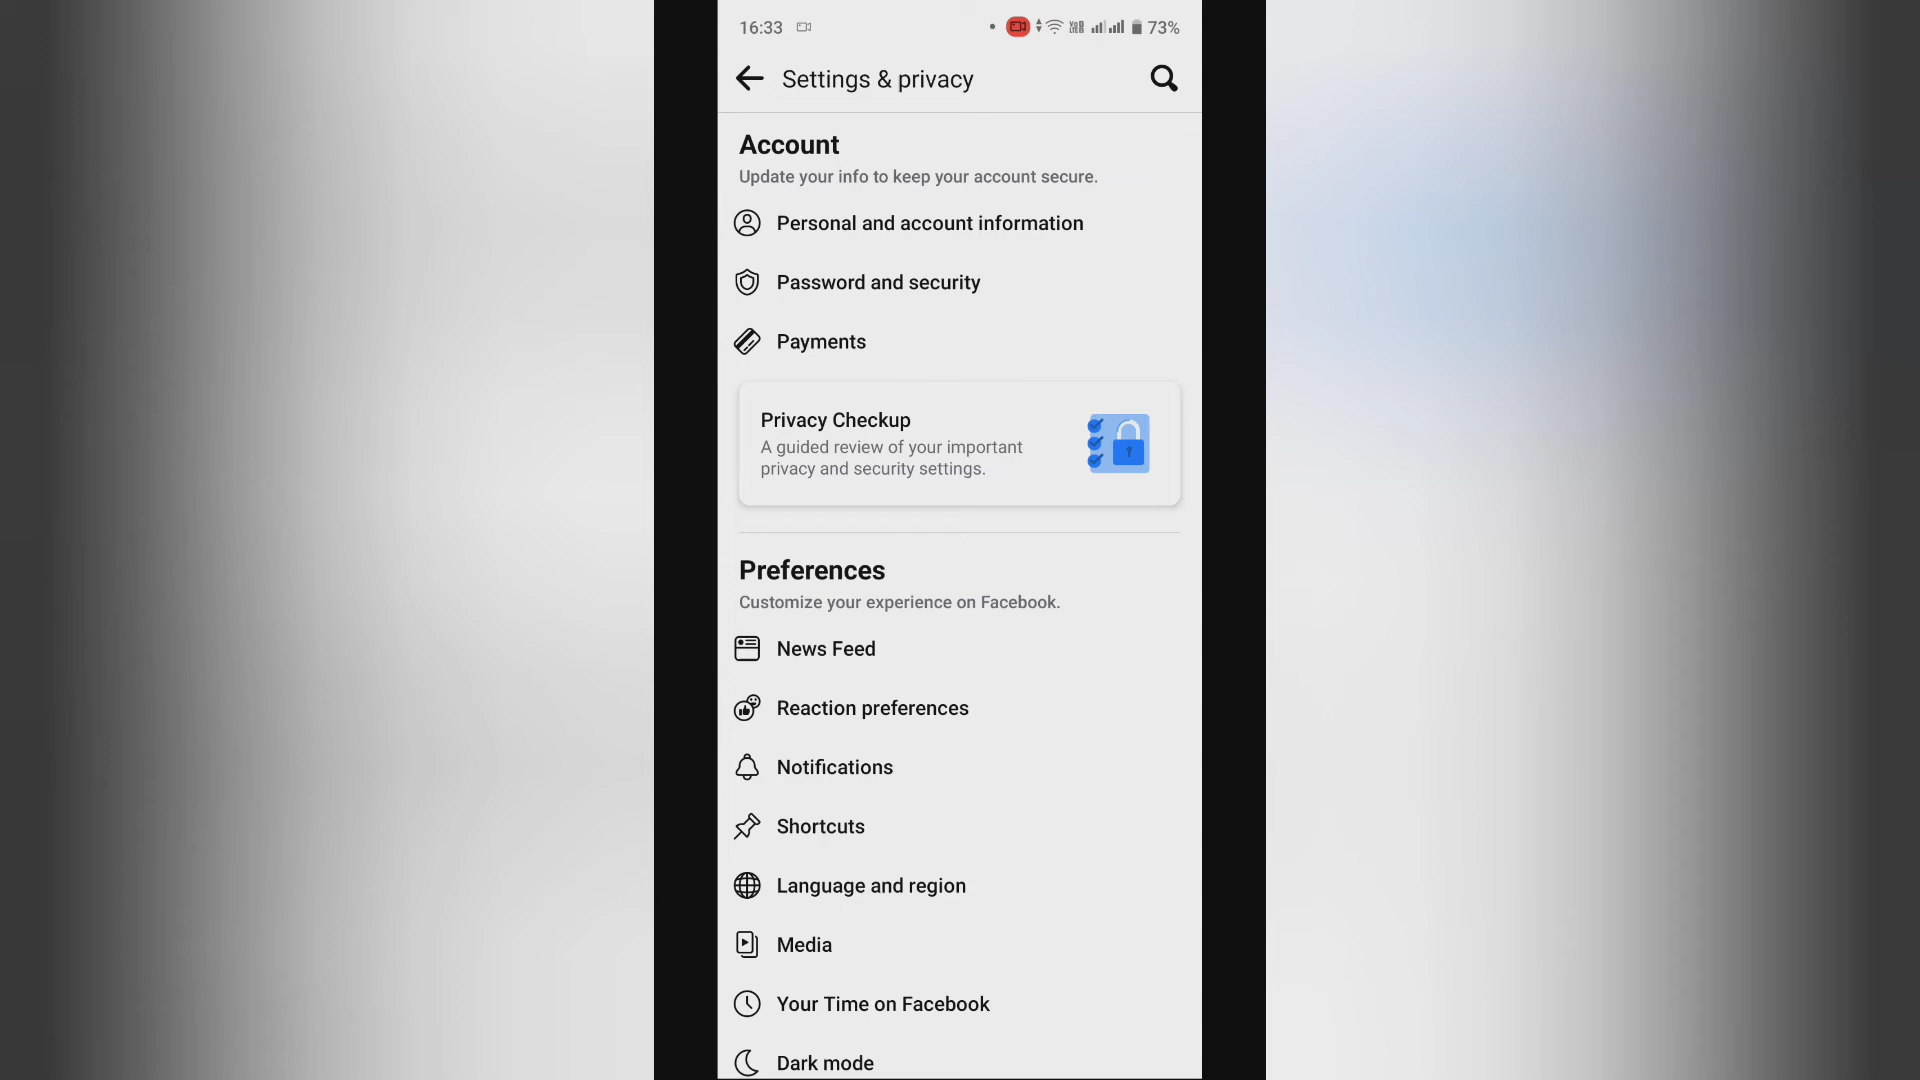 16:33
73%
Settings & privacy
Account
Update your info to keep your account secure.
Personal and account information
Password and security
Payments
Privacy Checkup
A guided review of your important
privacy and security settings.
Preferences
Customize your experience on Facebook.
News Feed
Reaction preferences
Notifications
Shortcuts
Language and region
Media
Your Time on Facebook
Dark mode